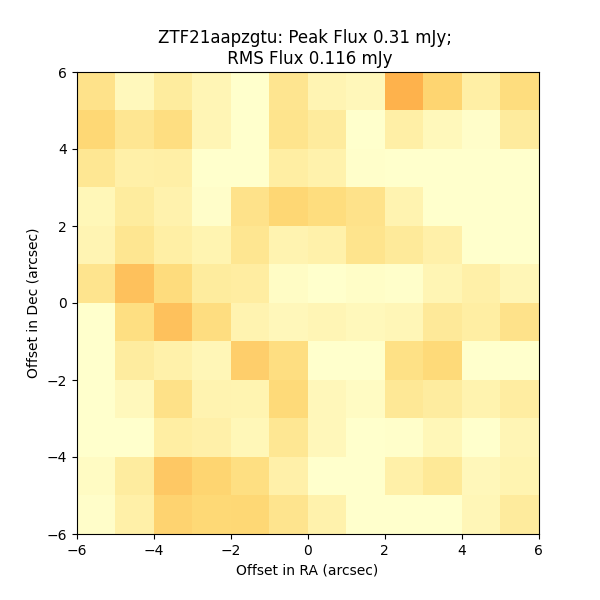 ZTF21aapzgtu: Peak Flux 0.31 mJy;
RMS Flux 0.116 mJy
6
4
2
0
−2
−4
−6
Offset in Dec (arcsec)
−6 −4 −2 0 2 4 6
Offset in RA (arcsec)